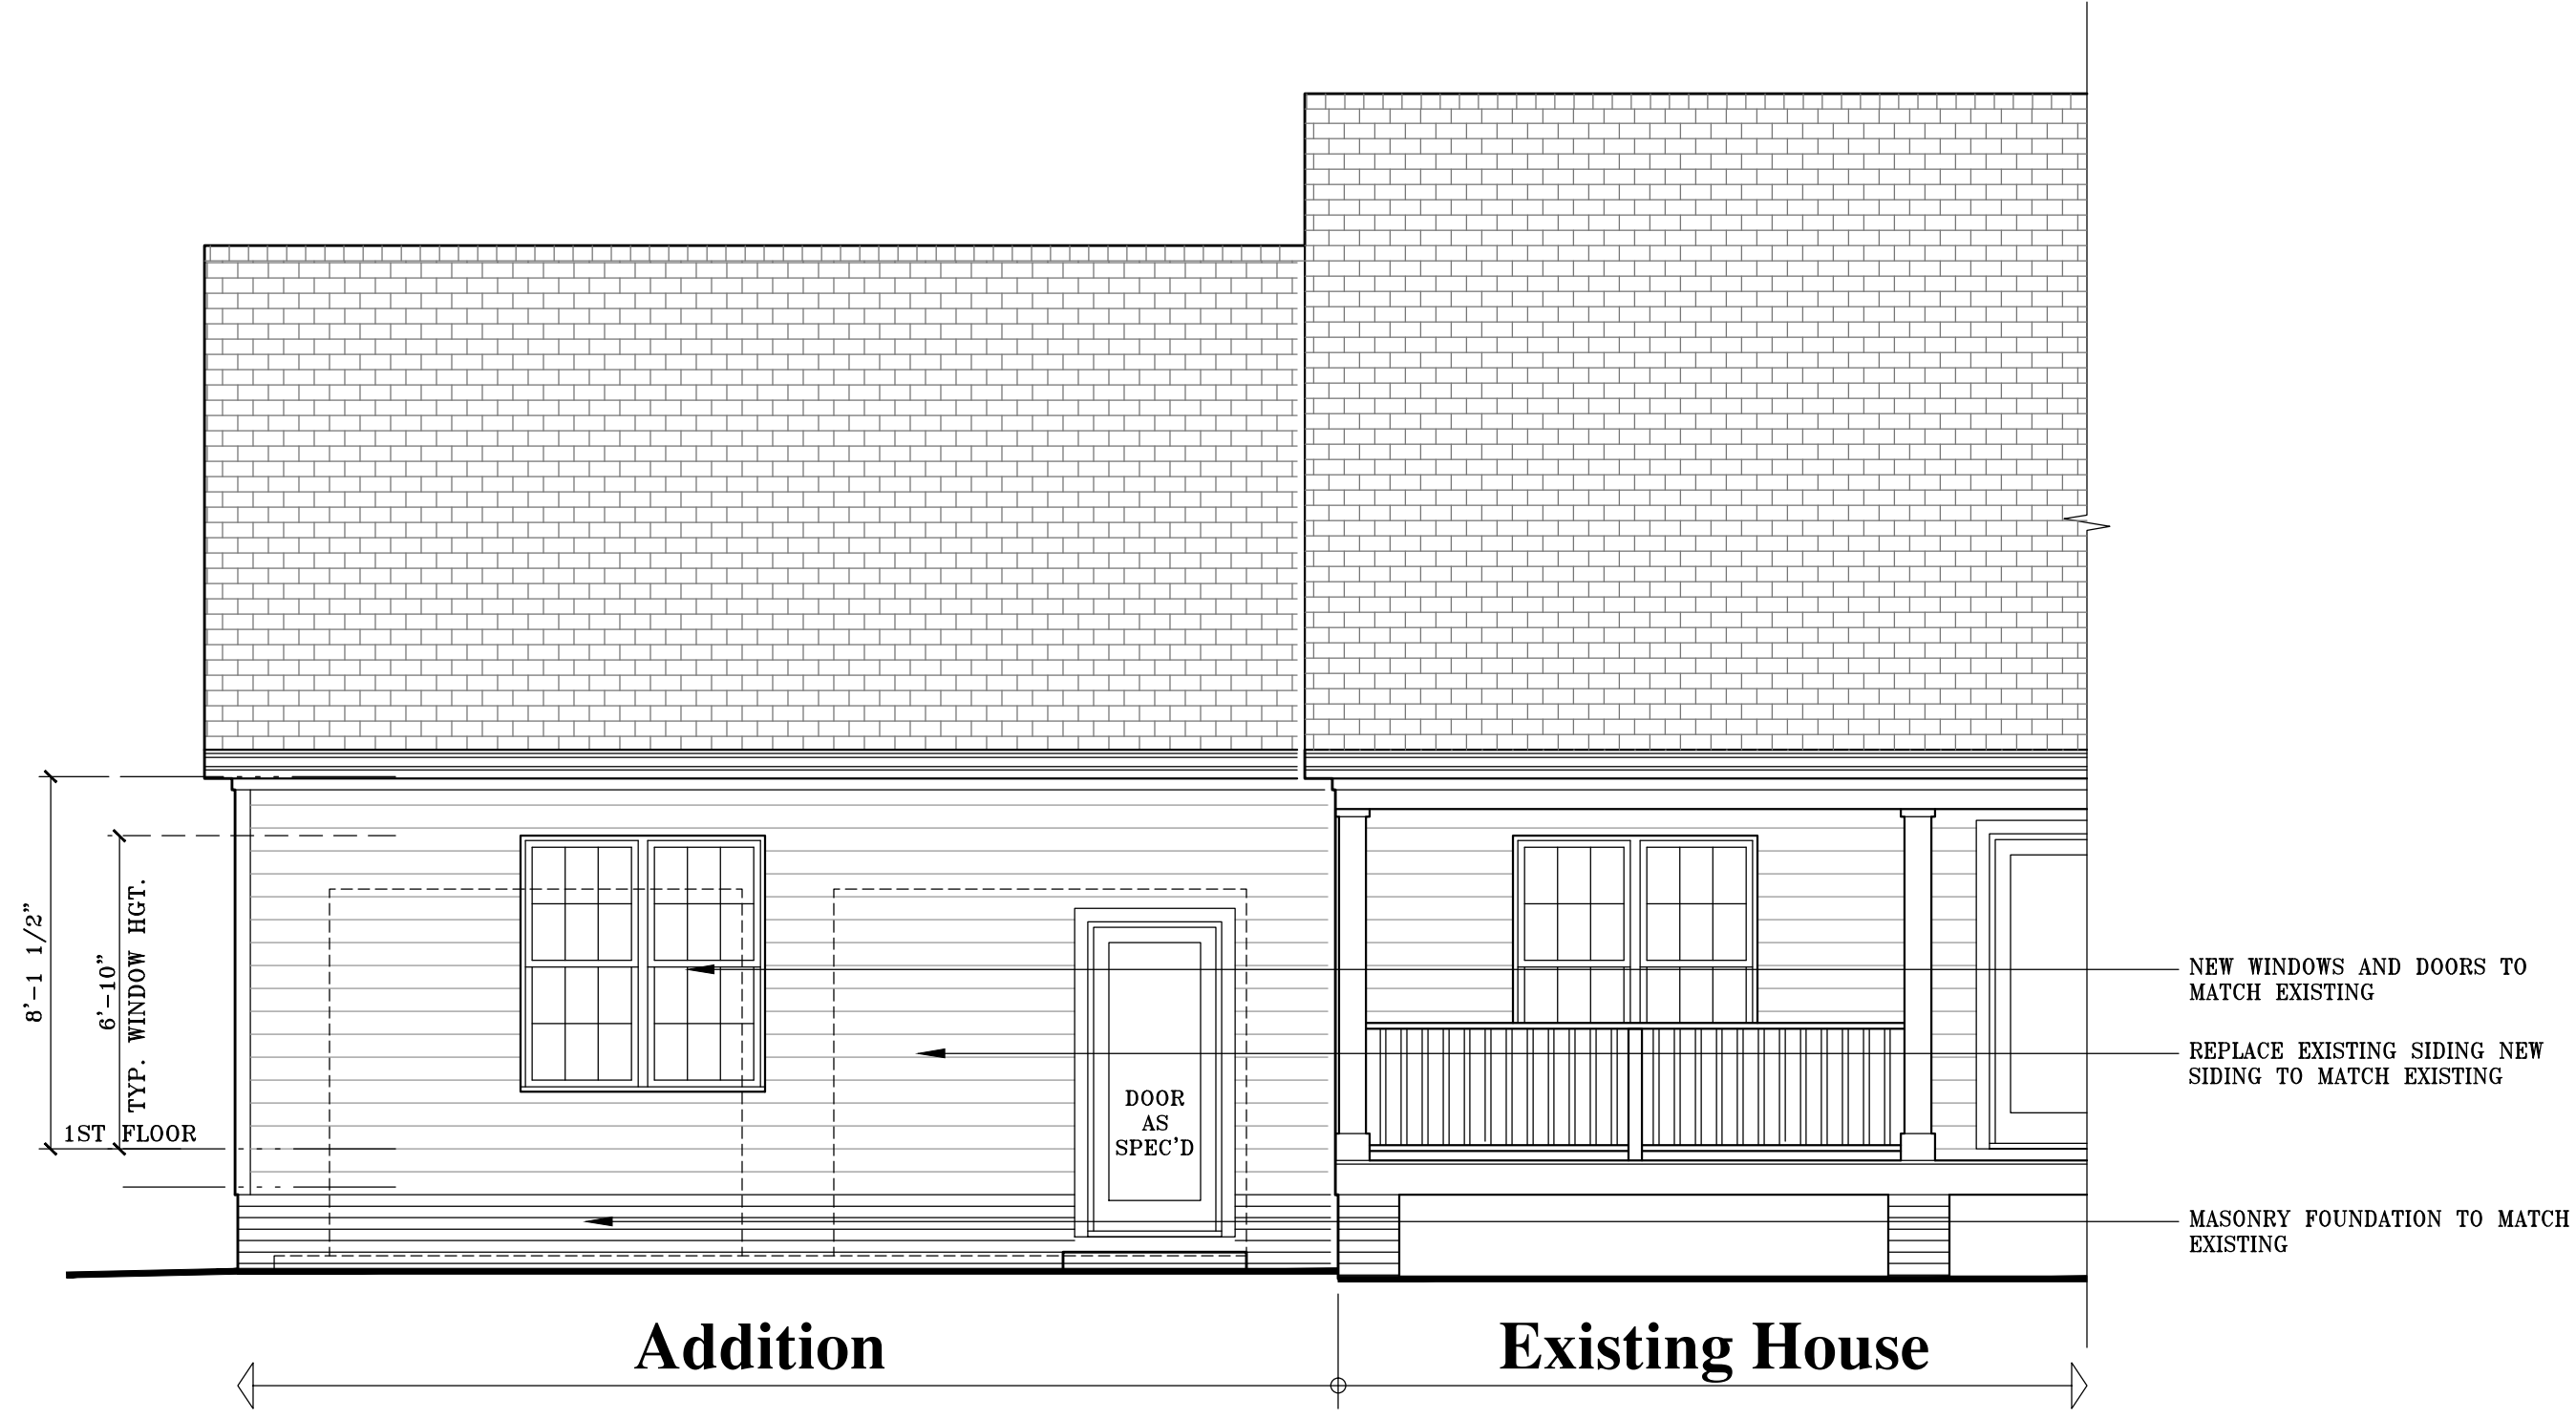 8'-1 1/2"
6'-10"
TYP. WINDOW HGT.
1ST FLOOR
DOOR
AS
SPEC'D
NEW WINDOWS AND DOORS TO
MATCH EXISTING
REPLACE EXISTING SIDING NEW
SIDING TO MATCH EXISTING
MASONRY FOUNDATION TO MATCH
EXISTING
Addition
Existing House